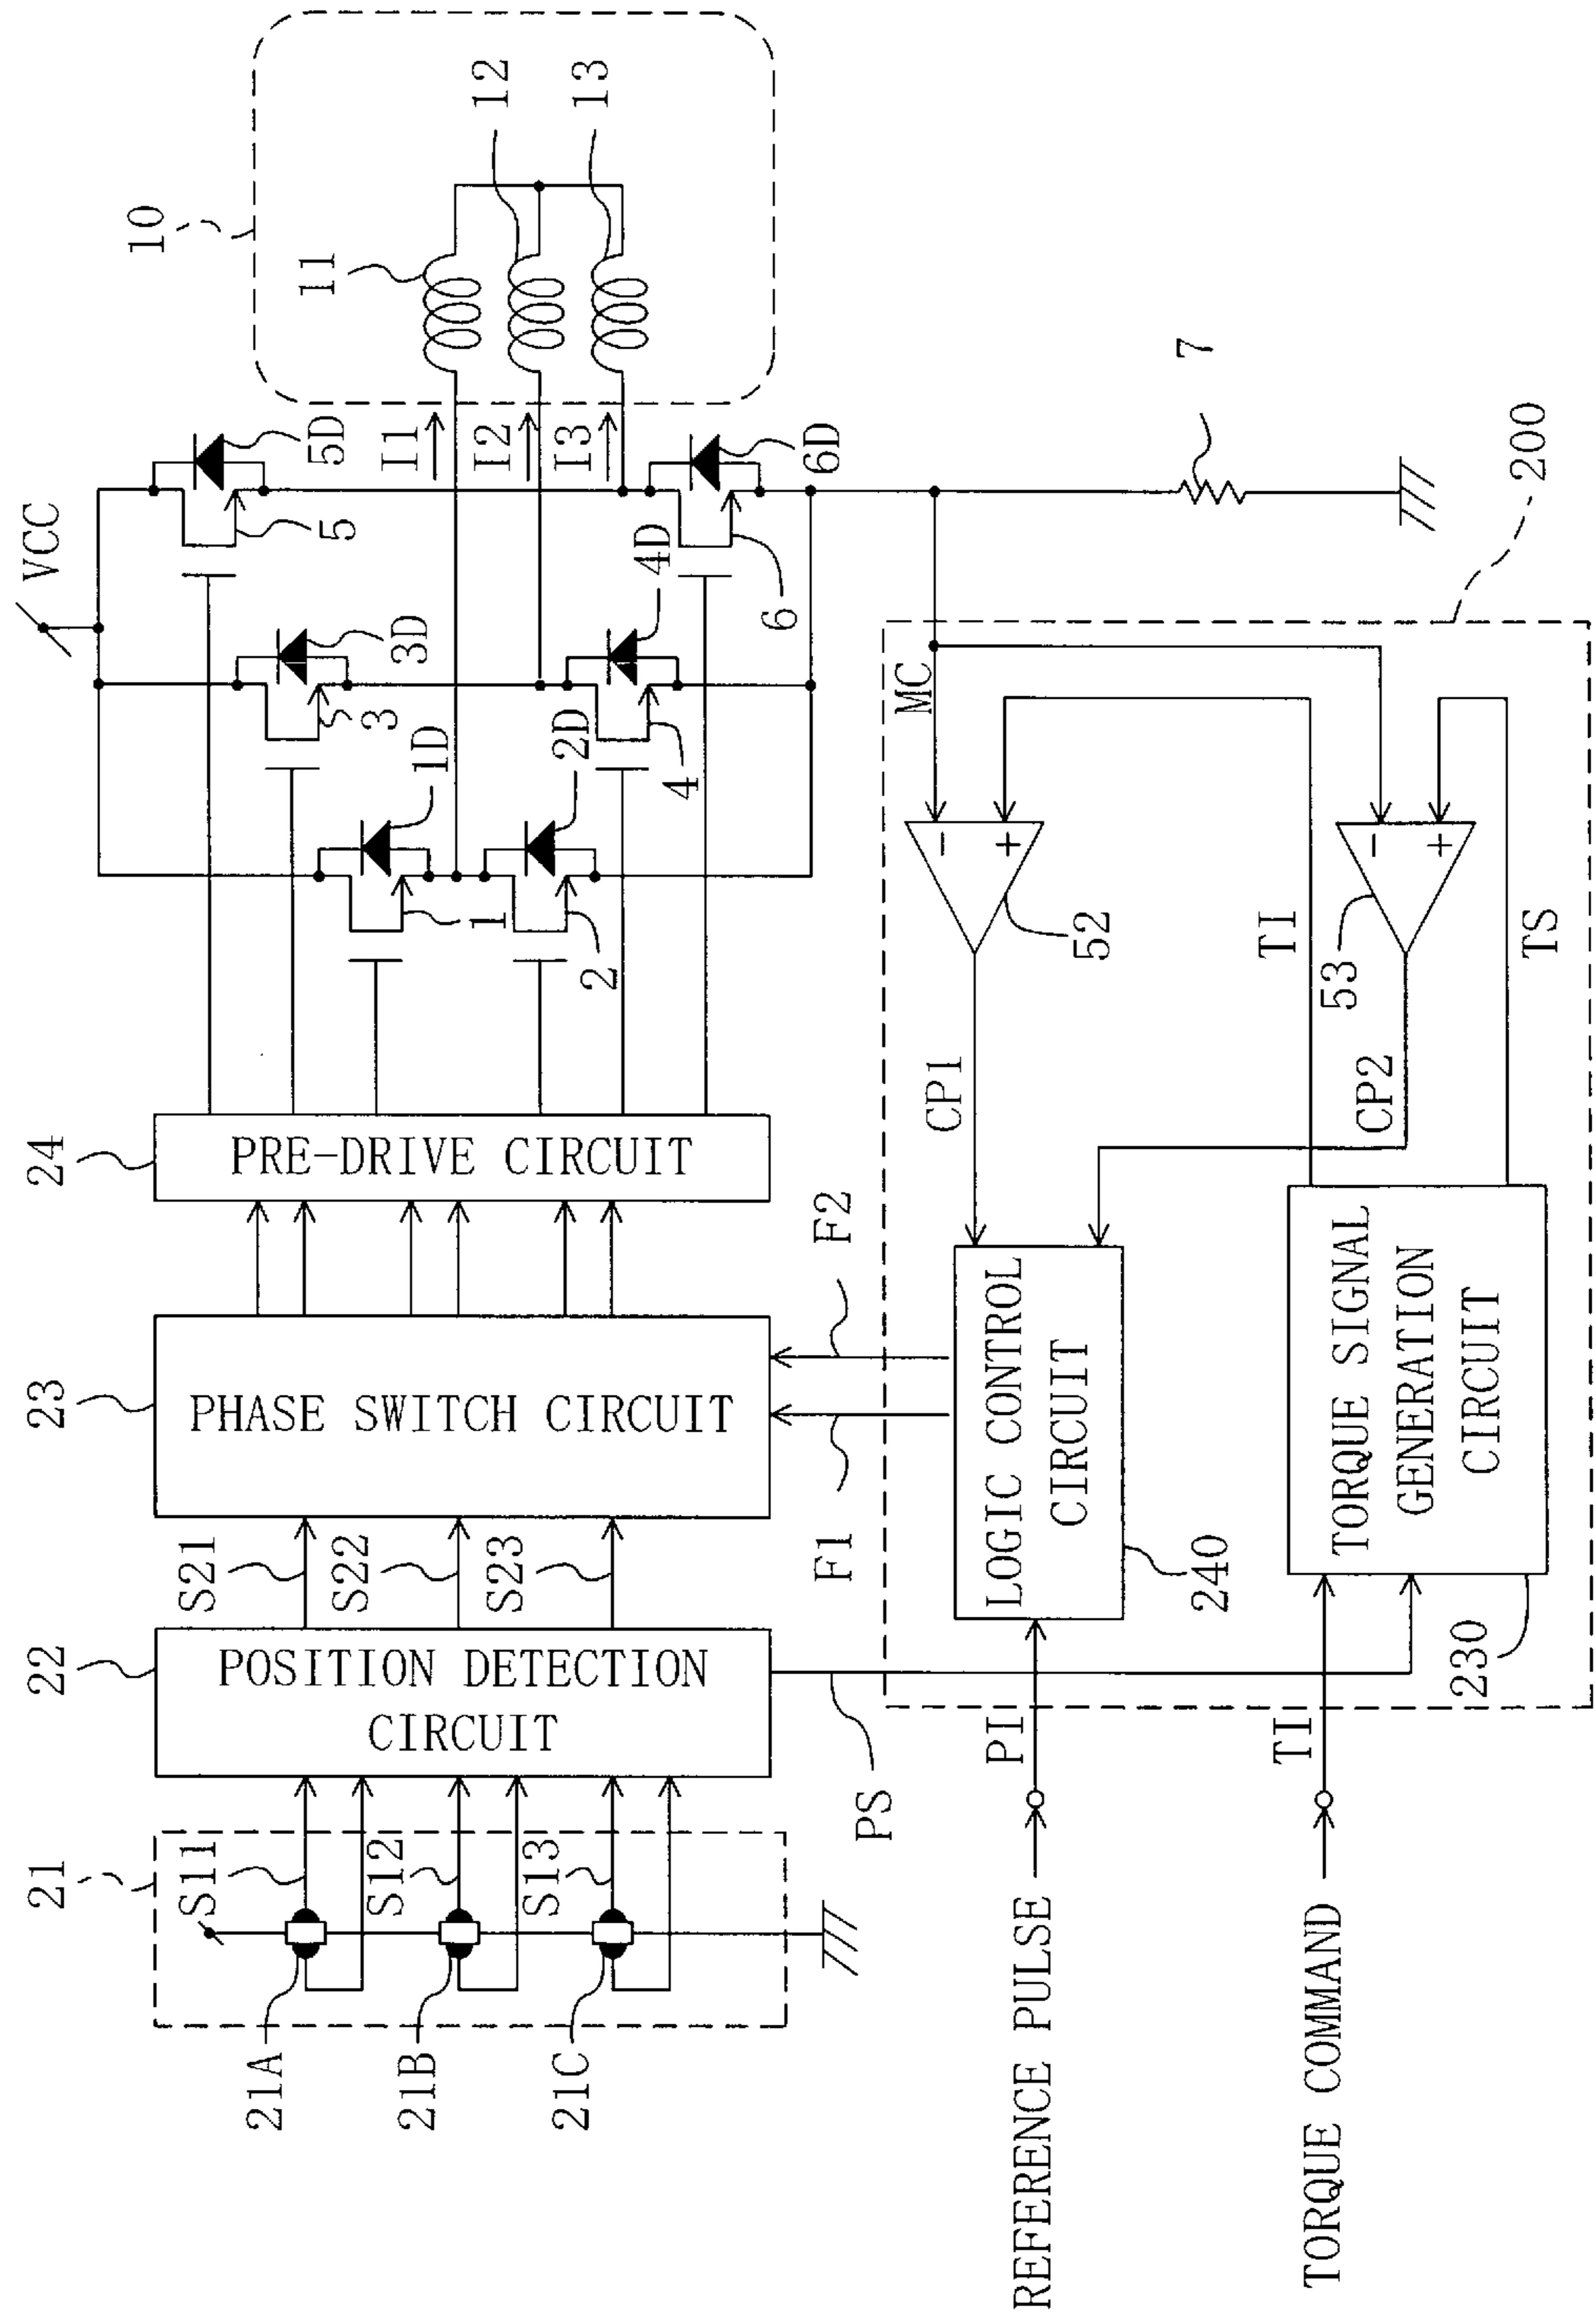 VCC
10
11
12
13
5D
5
3D
3
1D
1
2D
2
4D
4
6D
6
I1
I2
I3
7
24
PRE-DRIVE CIRCUIT
23
PHASE SWITCH CIRCUIT
22
POSITION DETECTION
CIRCUIT
S21
S22
S23
21
S11
S12
S13
21A
21B
21C
F1
F2
PS
200
MC
-
+
52
CP1
TI
-
+
53
CP2
TS
LOGIC CONTROL
CIRCUIT
240
TORQUE SIGNAL
GENERATION
CIRCUIT
230
PI
REFERENCE PULSE
TI
TORQUE COMMAND